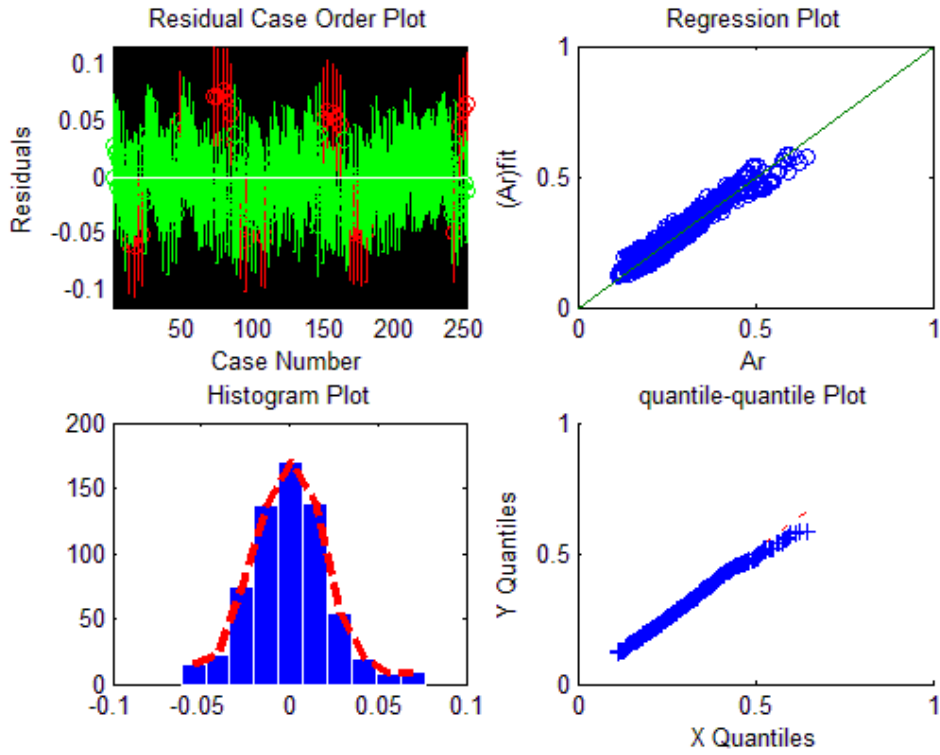 Residual Case Order Plot
0.1
0.05
0
-0.05
-0.1
Residuals
50 100 150 200 250
Case Number
Regression Plot
1
0.5
0
(Ar)fit
0 0.5 1
Ar
Histogram Plot
200
150
100
50
0
-0.1 -0.05 0 0.05 0.1
quantile-quantile Plot
1
0.5
0
Y Quantiles
0 0.5 1
X Quantiles